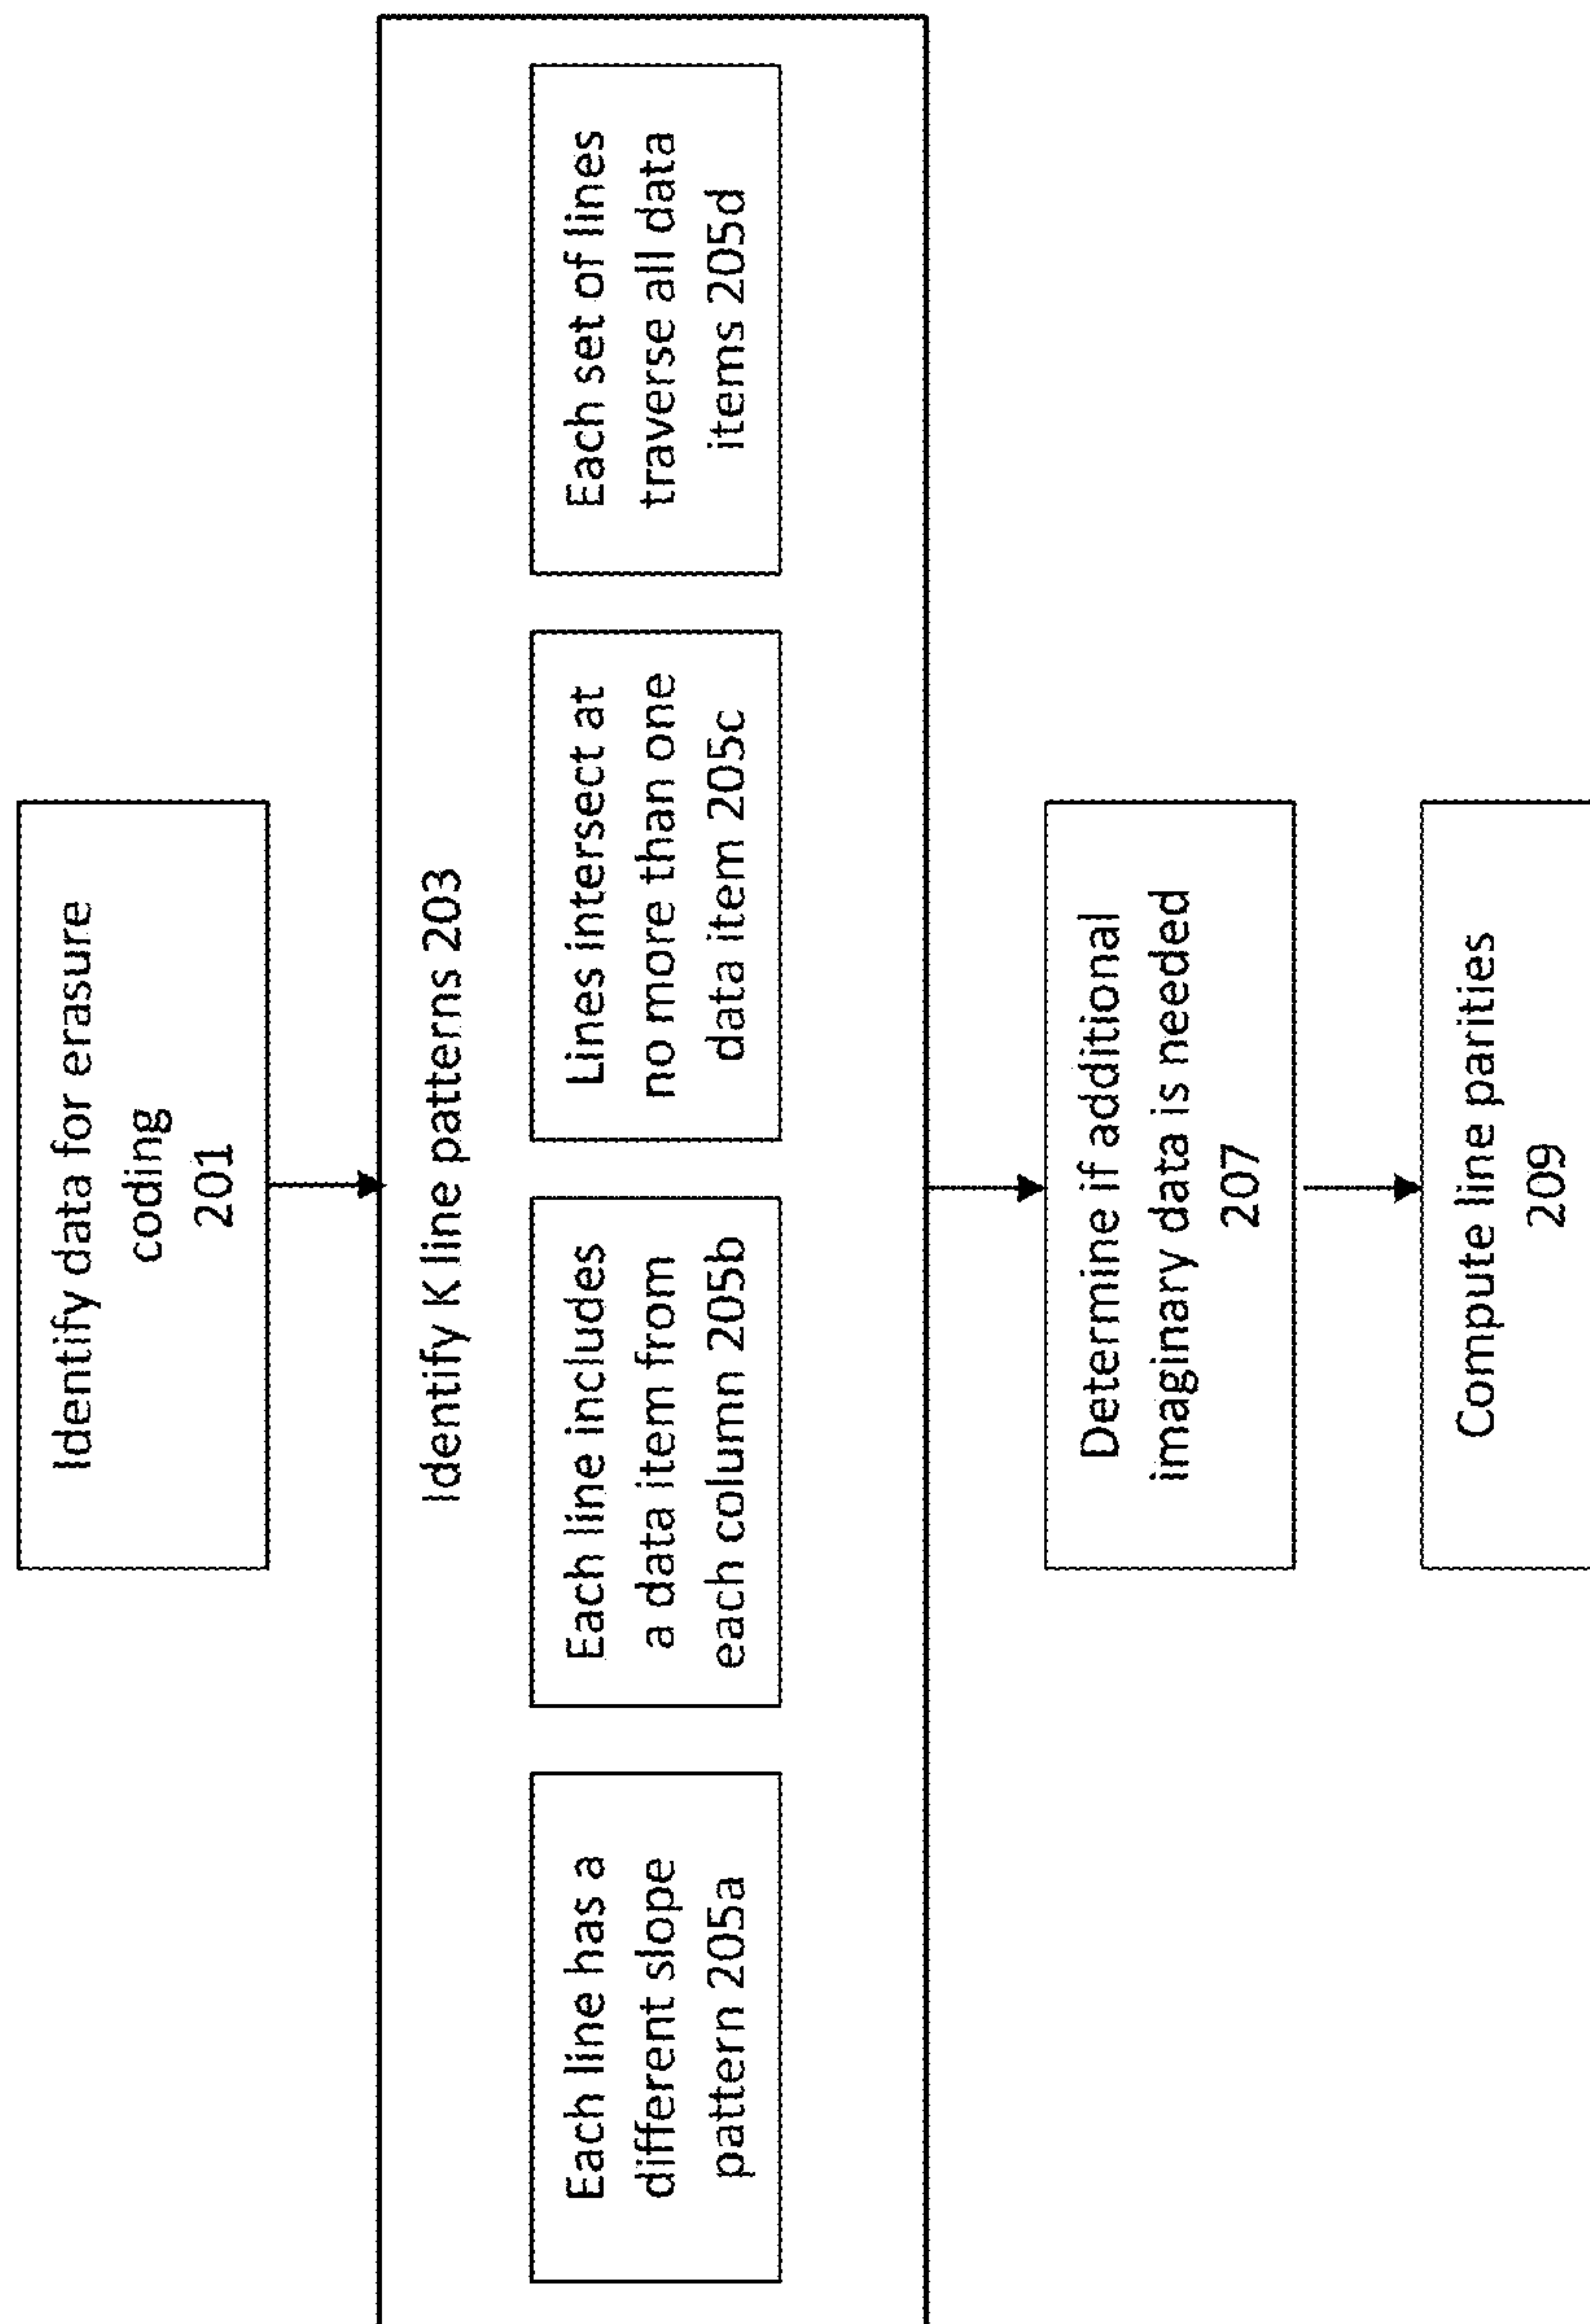 Identify data for erasure
coding
201
Identify K line patterns 203
Each line has a
different slope
pattern 205a
Each line includes
a data item from
each column 205b
Lines intersect at
no more than one
data item 205c
Each set of lines
traverse all data
items 205d
Determine if additional
imaginary data is needed
207
Compute line parities
209